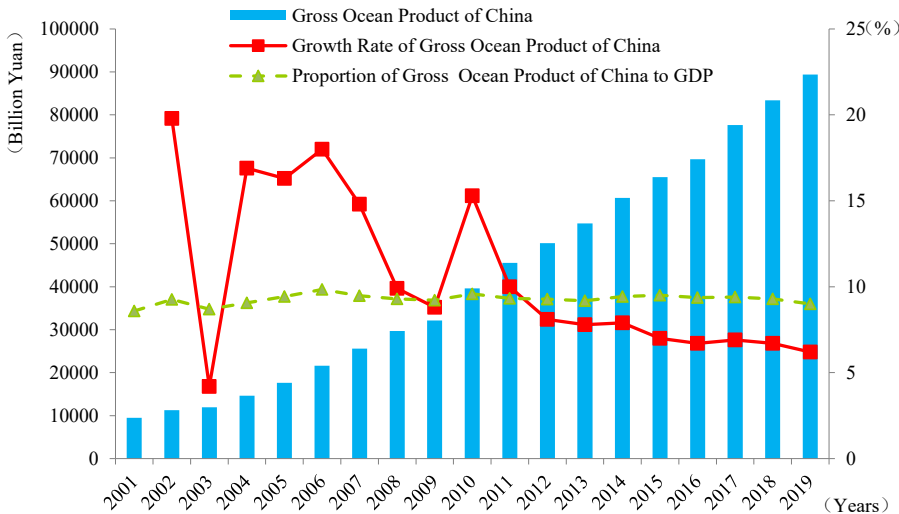 Gross Ocean Product of China
Growth Rate of Gross Ocean Product of China
Proportion of Gross Ocean Product of China to GDP
(Billion Yuan)
100000
90000
80000
70000
60000
50000
40000
30000
20000
10000
0
25(%)
20
15
10
5
0
2001 2002 2003 2004 2005 2006 2007 2008 2009 2010 2011 2012 2013 2014 2015 2016 2017 2018 2019
(Years)